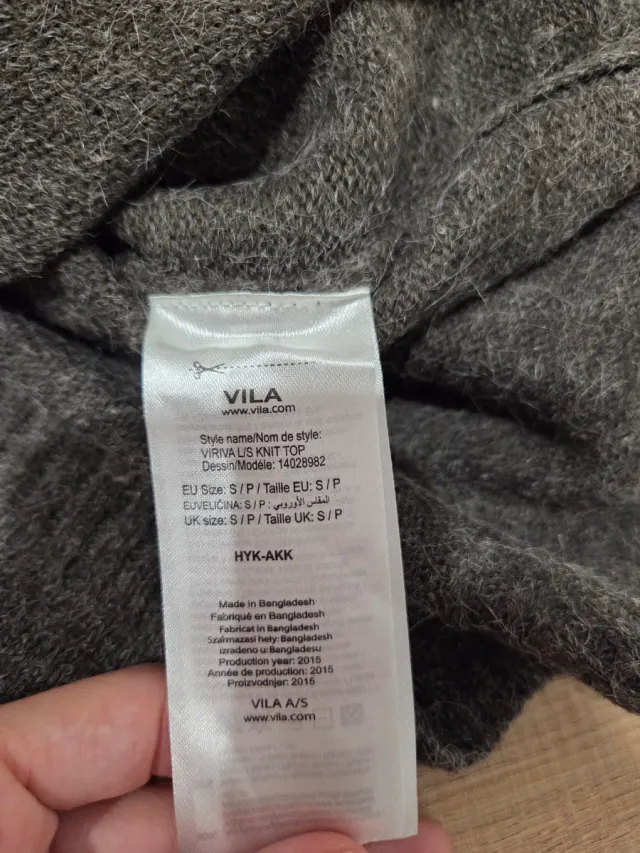 VILA
www.vila.com
Style name/Nom de style:
VIRIVA L/S KNIT TOP
Dessin/Modèle: 14028982
EU Size: S / P / Taille EU: S / P
EUVELIČINA: S / P : المقاس الأوروبي
UK size: S / P / Taille UK: S / P
HYK-AKK
Made in Bangladesh
Fabriqué en Bangladesh
Fabricat in Bangladesh
Származasi hely: Bangladesh
izradeno u: Bangladesu
Production year: 2015
Année de production: 2015
Proizvodnjer: 2015
VILA A/S
www.vila.com